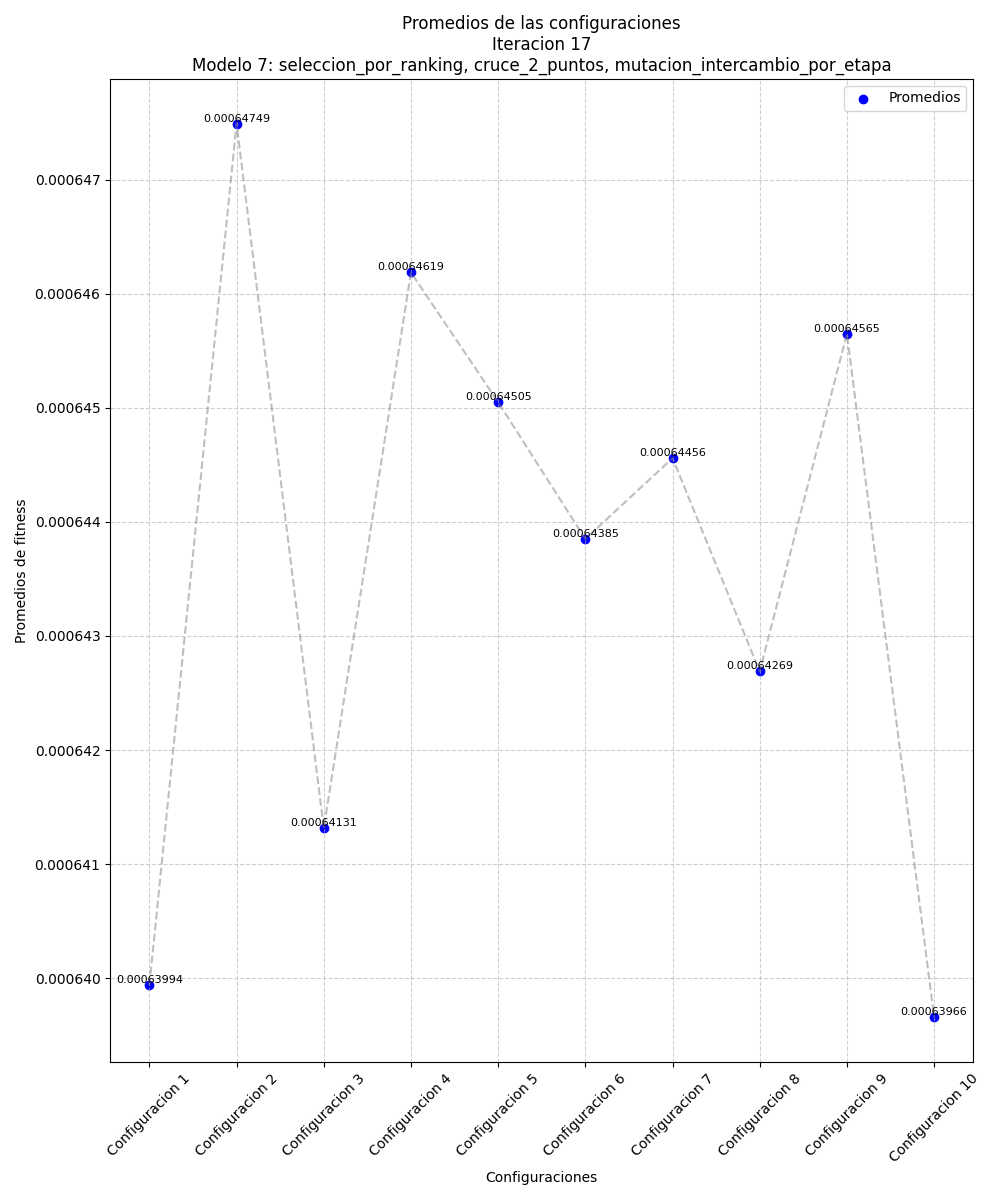 Promedios de las configuraciones
Iteracion 17
Modelo 7: seleccion_por_ranking, cruce_2_puntos, mutacion_intercambio_por_etapa
Promedios
0.00064749
0.000647
0.00064619
0.000646
0.00064565
0.00064505
0.000645
0.00064456
0.000644
0.00064385
0.000643
0.00064269
0.000642
0.00064131
0.000641
0.000640
0.00063994
0.00063966
Promedios de fitness
Configuracion 1
Configuracion 2
Configuracion 3
Configuracion 4
Configuracion 5
Configuracion 6
Configuracion 7
Configuracion 8
Configuracion 9
Configuracion 10
Configuraciones